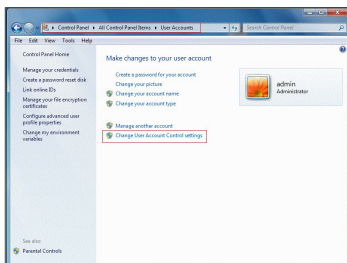 Control Panel ▸ All Control Panel Items ▸ User Accounts
Search Control Panel
File Edit View Tools Help
Control Panel Home
Manage your credentials
Create a password reset disk
Link online IDs
Manage your file encryption
certificates
Configure advanced user
profile properties
Change my environment
variables
See also
Parental Controls
Make changes to your user account
Create a password for your account
Change your picture
Change your account name
Change your account type
Manage another account
Change User Account Control settings
admin
Administrator